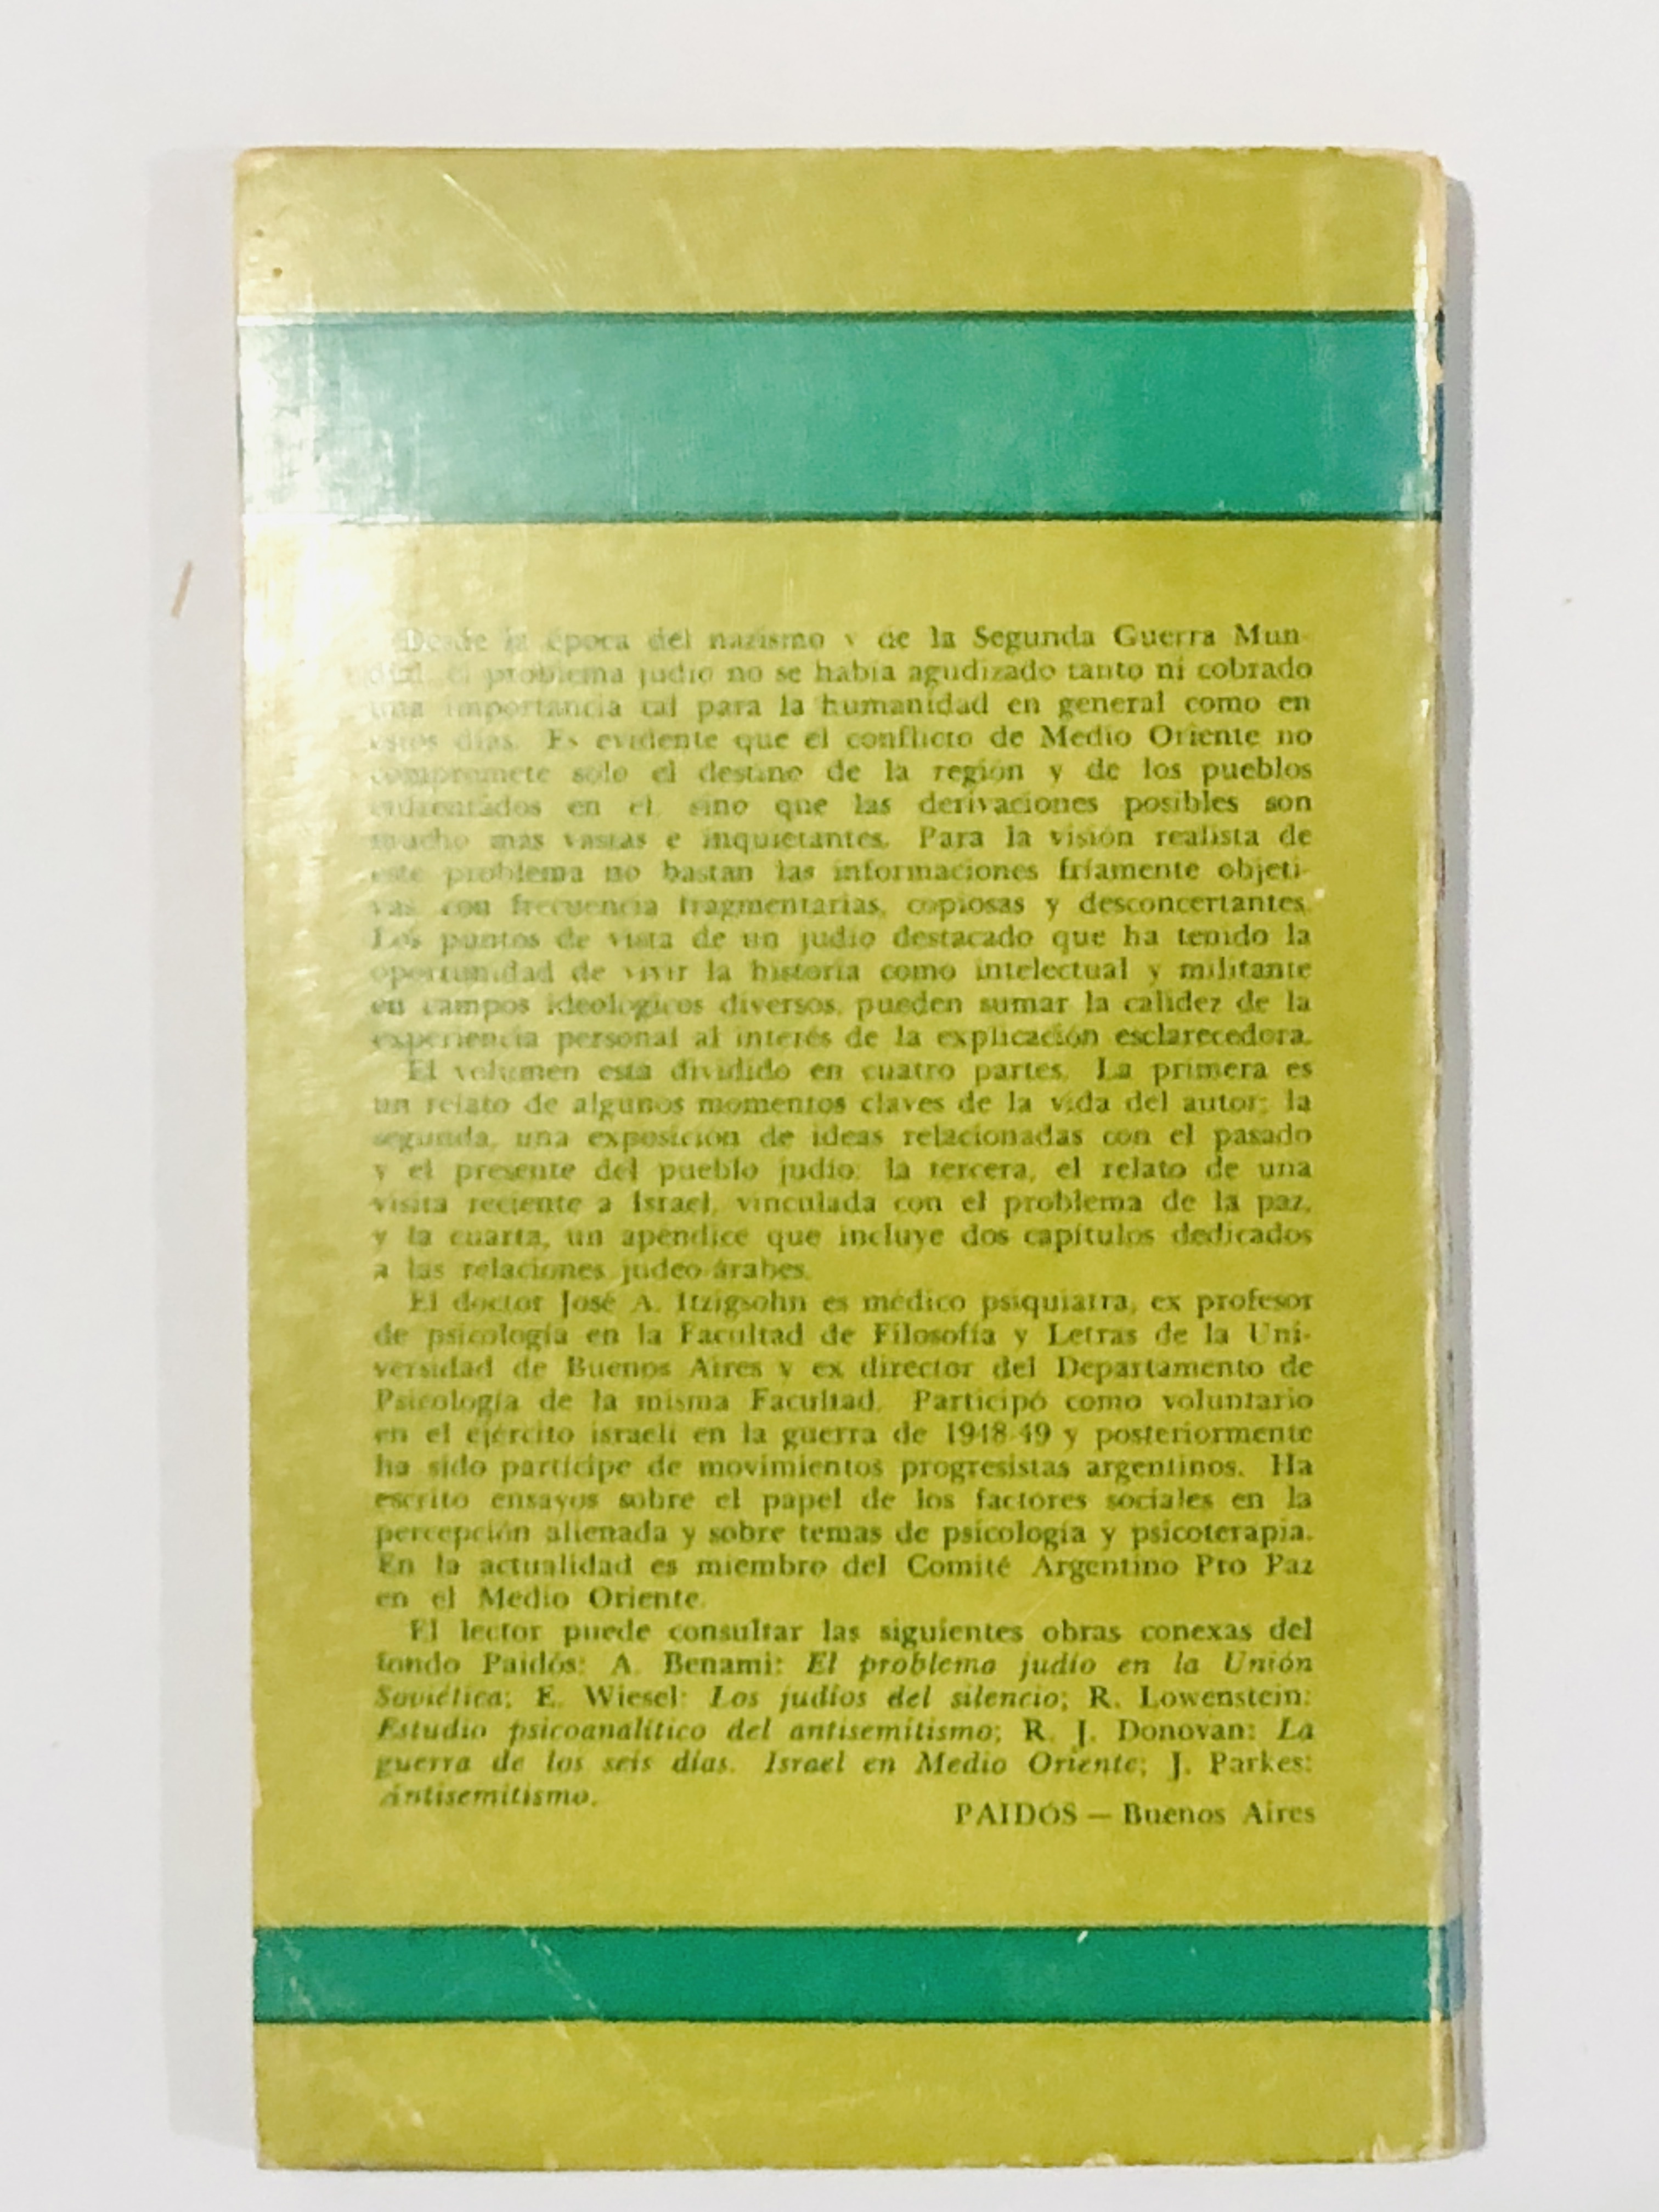 Desde la época del nazismo y de la Segunda Guerra Mun-
dial el problema judío no se había agudizado tanto ni cobrado
una importancia tal para la humanidad en general como en
estos días. Es evidente que el conflicto de Medio Oriente no
compromete sólo el destino de la región y de los pueblos
enfrentados en él, sino que las derivaciones posibles son
mucho más vastas e inquietantes. Para la visión realista de
este problema no bastan las informaciones fríamente objeti-
vas, con frecuencia fragmentarias, copiosas y desconcertantes.
Los puntos de vista de un judío destacado que ha tenido la
oportunidad de vivir la historia como intelectual y militante
en campos ideológicos diversos, pueden sumar la calidez de la
experiencia personal al interés de la explicación esclarecedora.
El volumen está dividido en cuatro partes. La primera es
un relato de algunos momentos claves de la vida del autor; la
segunda, una exposición de ideas relacionadas con el pasado
y el presente del pueblo judío; la tercera, el relato de una
visita reciente a Israel, vinculada con el problema de la paz,
y la cuarta, un apéndice que incluye dos capítulos dedicados
a las relaciones judeo-árabes.
El doctor José A. Itzigsohn es médico psiquiatra, ex profesor
de psicología en la Facultad de Filosofía y Letras de la Uni-
versidad de Buenos Aires y ex director del Departamento de
Psicología de la misma Facultad. Participó como voluntario
en el ejército israelí en la guerra de 1948-49 y posteriormente
ha sido partícipe de movimientos progresistas argentinos. Ha
escrito ensayos sobre el papel de los factores sociales en la
percepción alienada y sobre temas de psicología y psicoterapia.
En la actualidad es miembro del Comité Argentino Pro Paz
en el Medio Oriente.
El lector puede consultar las siguientes obras conexas del
fondo Paidós: A. Benami: El problema judío en la Unión
Soviética; E. Wiesel: Los judíos del silencio; R. Lowenstein:
Estudio psicoanalítico del antisemitismo; R. J. Donovan: La
guerra de los seis días. Israel en Medio Oriente; J. Parkes:
Antisemitismo.
PAIDÓS — Buenos Aires